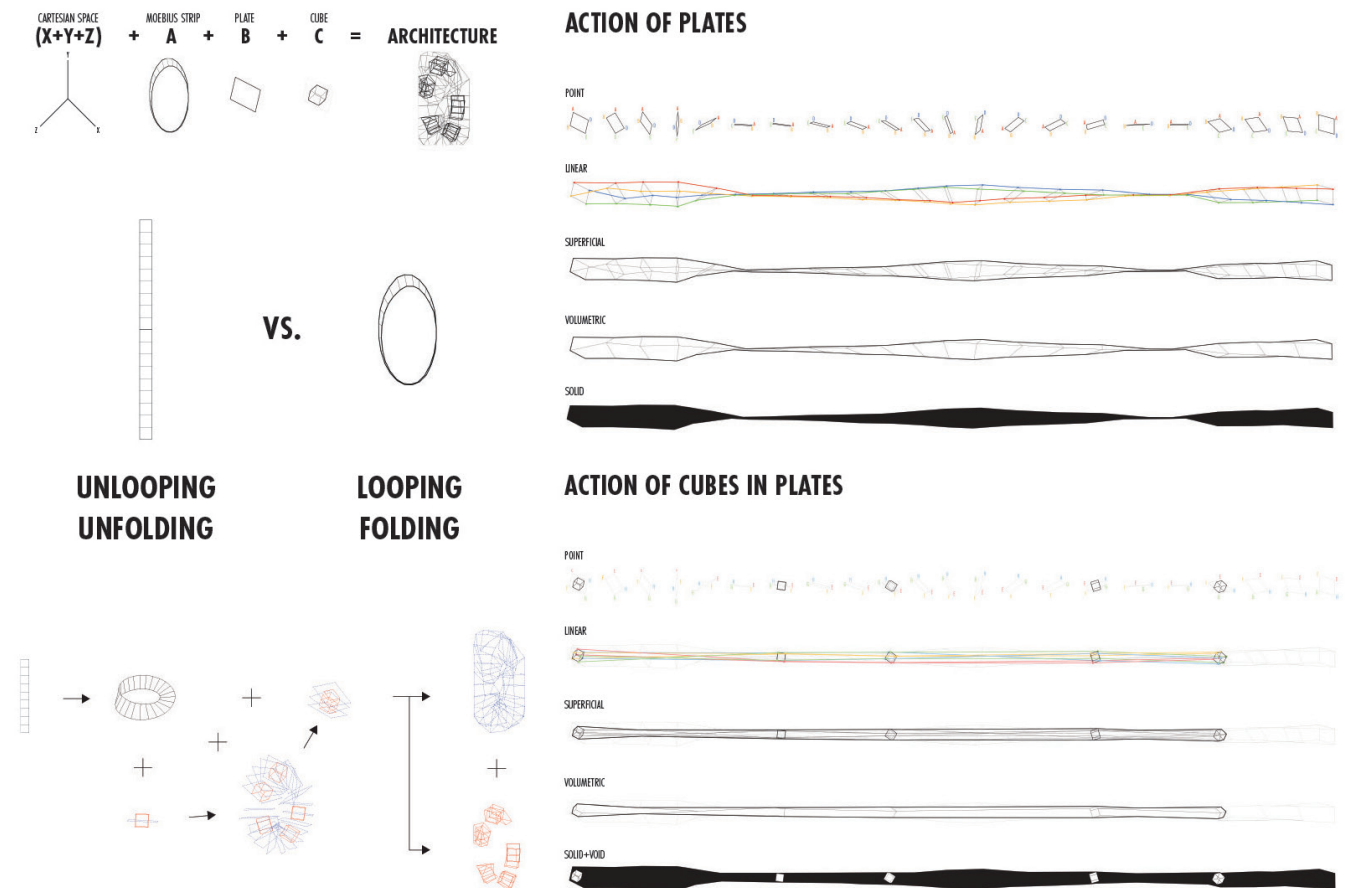 CARTESIAN SPACE MOEBIUS STRIP PLATE CUBE
(X+Y+Z) + A + B + C = ARCHITECTURE
Y
Z X
VS.
UNLOOPING
UNFOLDING
LOOPING
FOLDING
ACTION OF PLATES
POINT
LINEAR
SUPERFICIAL
VOLUMETRIC
SOLID
ACTION OF CUBES IN PLATES
POINT
LINEAR
SUPERFICIAL
VOLUMETRIC
SOLID+VOID